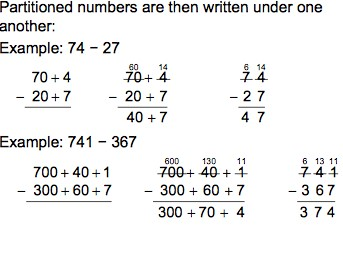 Partitioned numbers are then written under one
another:
Example: 74 − 27
60 14 6 14
70 + 4 70 + 4 7 4
− 20 + 7 − 20 + 7 − 2 7
40 + 7 4 7
Example: 741 − 367
600 130 11 6 13 11
700 + 40 + 1 700 + 40 + 1 7 4 1
− 300 + 60 + 7 − 300 + 60 + 7 − 3 6 7
300 + 70 + 4 3 7 4